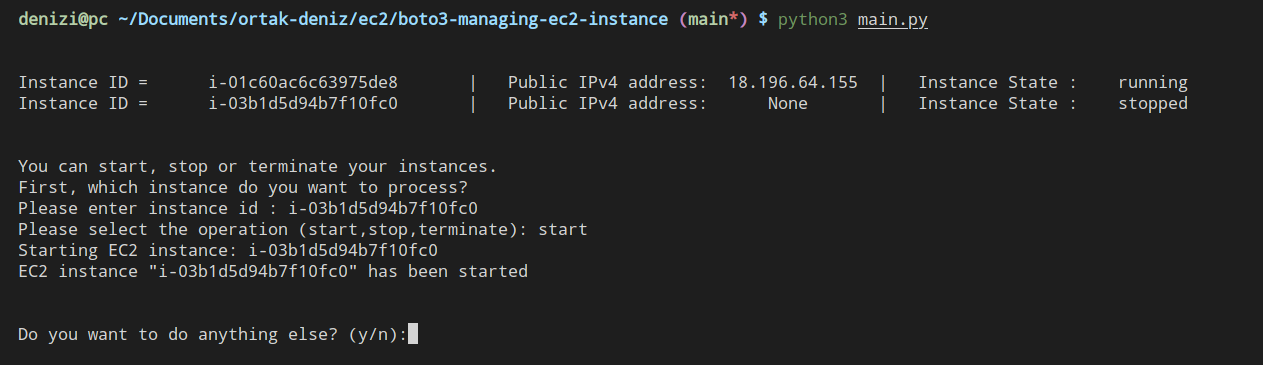 denizi@pc ~/Documents/ortak-deniz/ec2/boto3-managing-ec2-instance (main*) $ python3 main.py
Instance ID =      i-01c60ac6c63975de8       |   Public IPv4 address:  18.196.64.155  |   Instance State :    running
Instance ID =      i-03b1d5d94b7f10fc0       |   Public IPv4 address:      None       |   Instance State :    stopped
You can start, stop or terminate your instances.
First, which instance do you want to process?
Please enter instance id : i-03b1d5d94b7f10fc0
Please select the operation (start,stop,terminate): start
Starting EC2 instance: i-03b1d5d94b7f10fc0
EC2 instance "i-03b1d5d94b7f10fc0" has been started
Do you want to do anything else? (y/n):